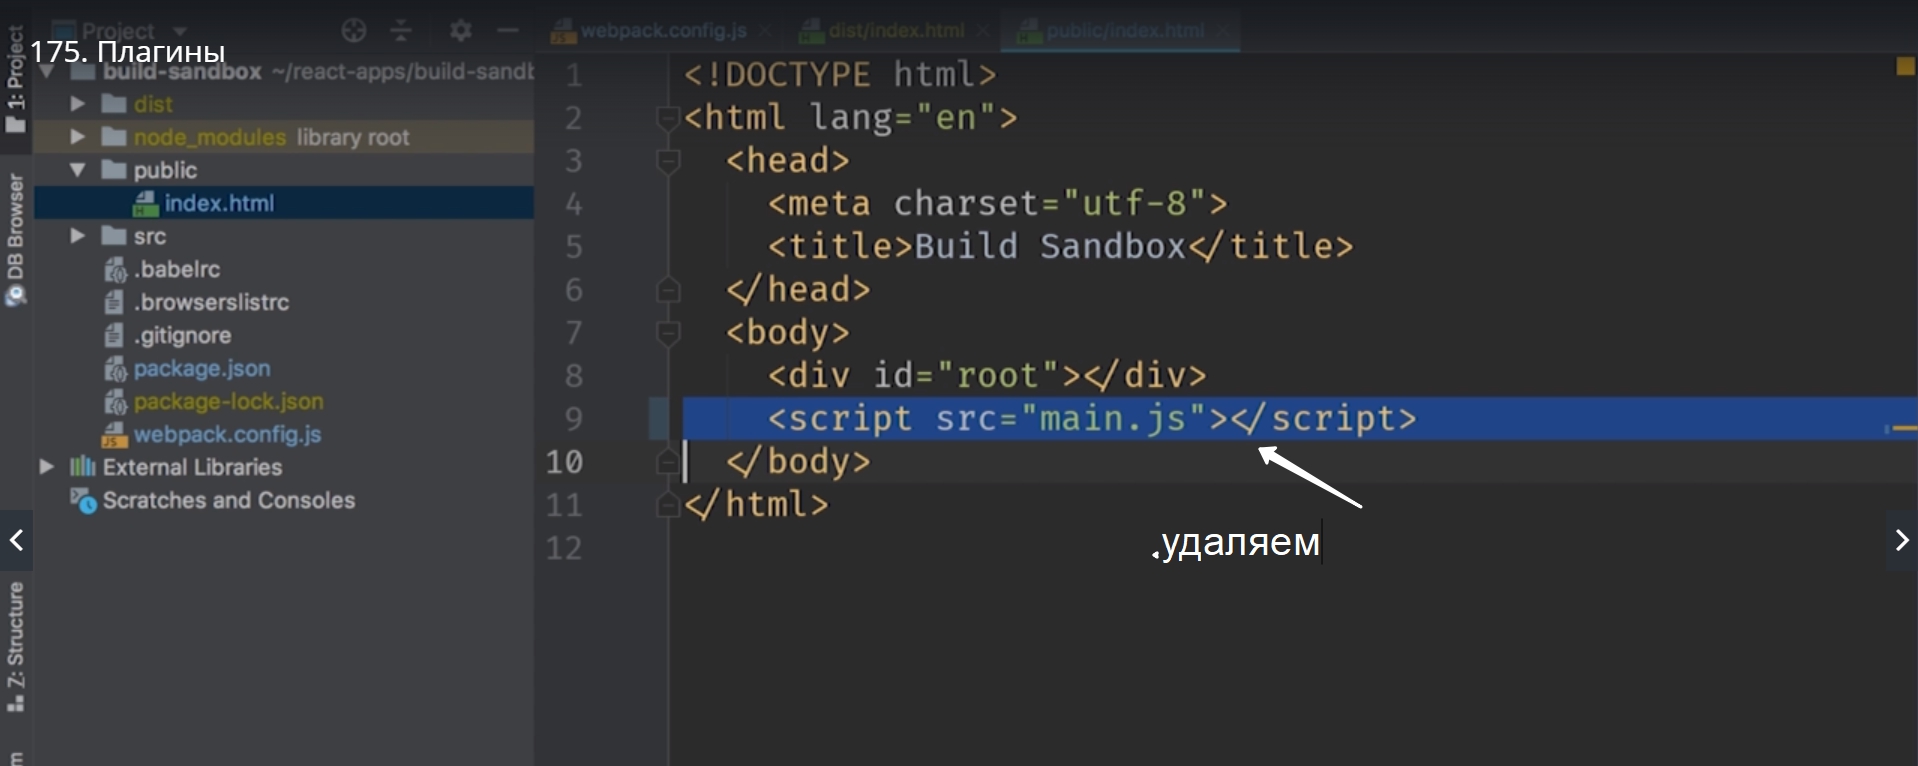 Project
webpack.config.js
dist/index.html
public/index.html
175. Плагины
1: Project
build-sandbox ~/react-apps/build-sandb
dist
node_modules library root
public
index.html
src
.babelrc
.browserslistrc
.gitignore
package.json
package-lock.json
webpack.config.js
External Libraries
Scratches and Consoles
DB Browser
Z: Structure
1 <!DOCTYPE html>
2 <html lang="en">
3 <head>
4 <meta charset="utf-8">
5 <title>Build Sandbox</title>
6 </head>
7 <body>
8 <div id="root"></div>
9 <script src="main.js"></script>
10 </body>
11 </html>
12
.удаляем